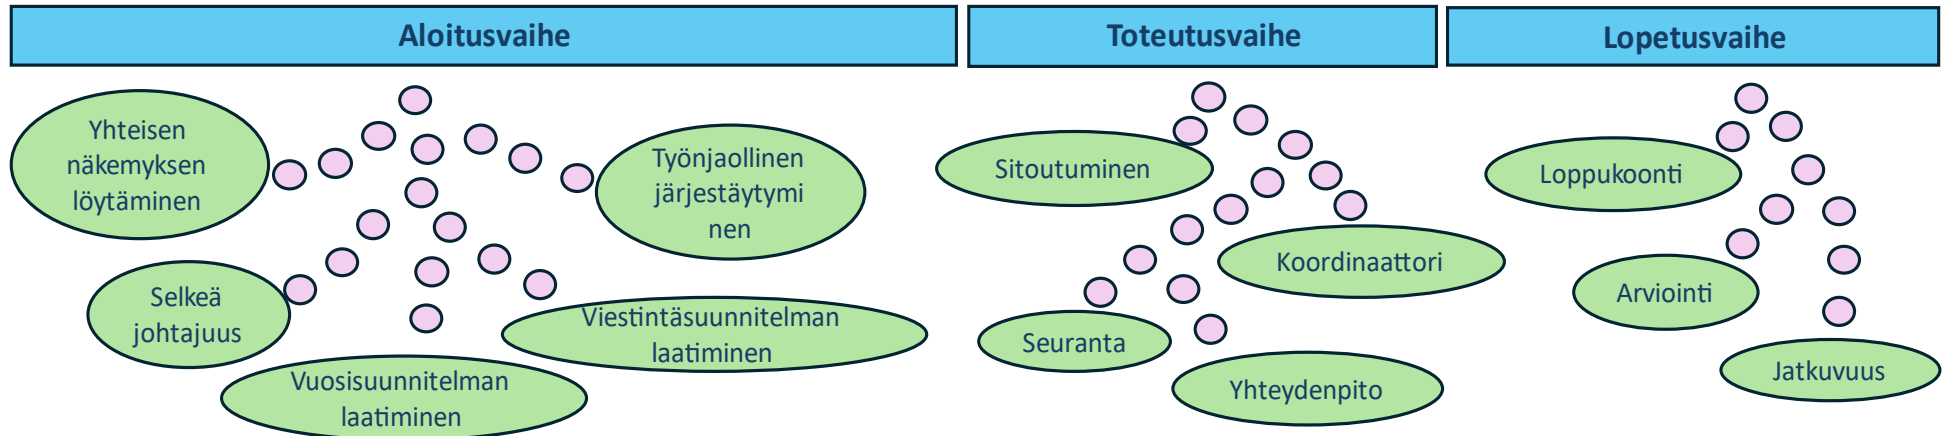 Aloitusvaihe
Yhteisen
näkemyksen
löytäminen
Työnjaollinen
järjestäytymi
nen
Selkeä
johtajuus
Viestintäsuunnitelman
laatiminen
Vuosisuunnitelman
laatiminen
Toteutusvaihe
Sitoutuminen
Koordinaattori
Seuranta
Yhteydenpito
Lopetusvaihe
Loppukoonti
Arviointi
Jatkuvuus